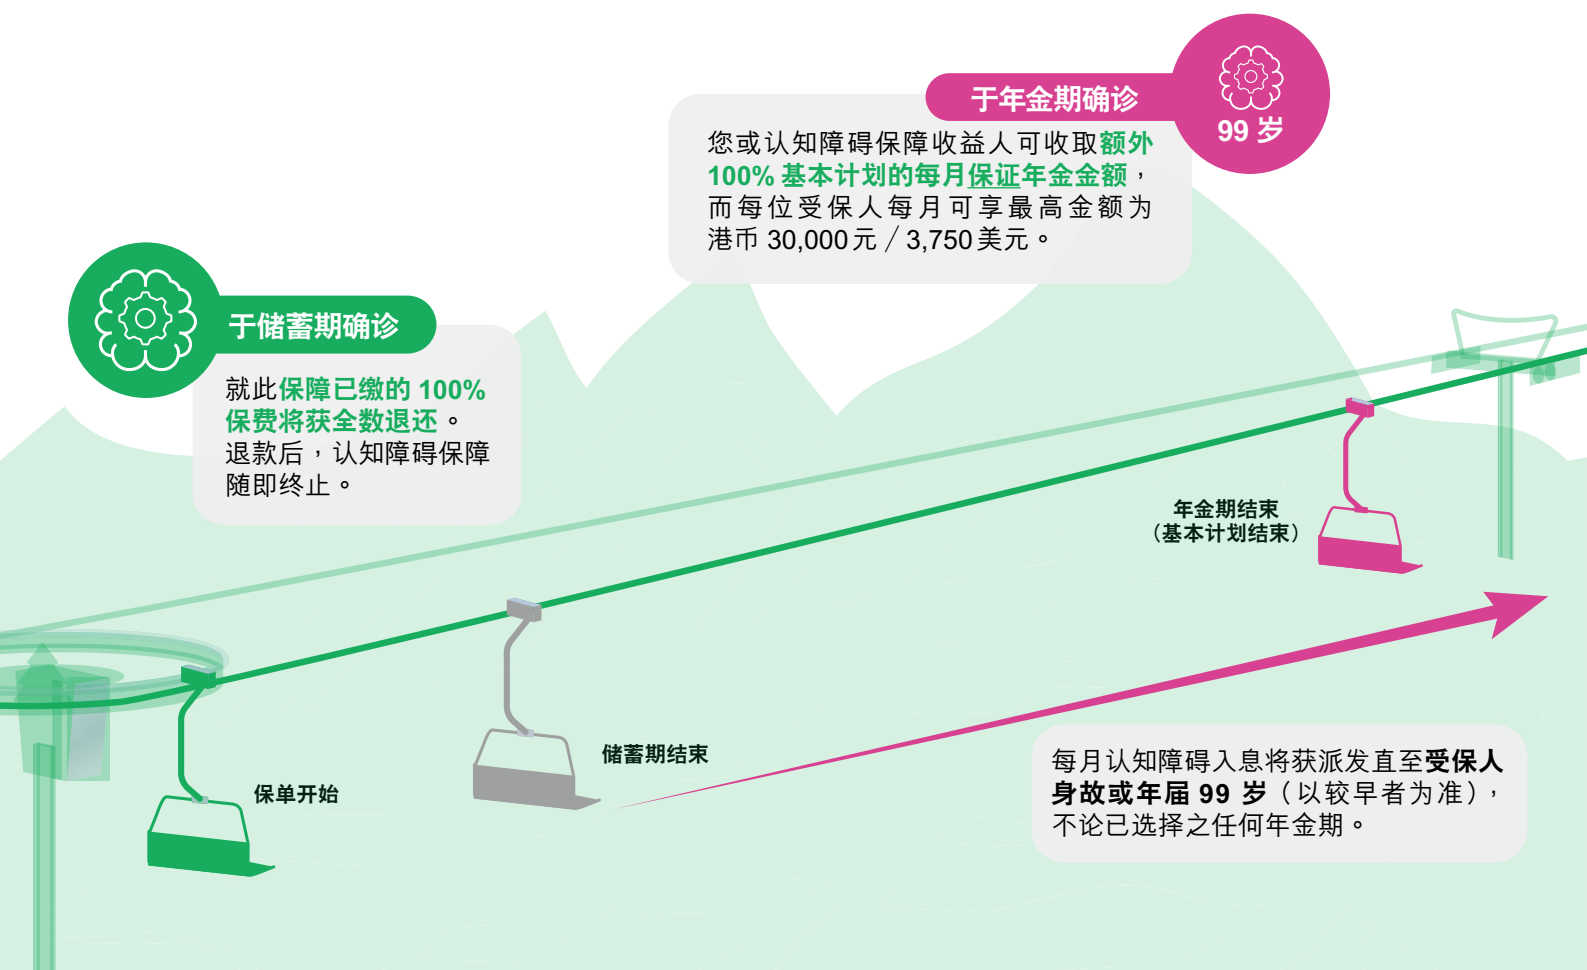 于年金期确诊
99 岁
您或认知障碍保障收益人可收取额外
100% 基本计划的每月保证年金金额，
而每位受保人每月可享最高金额为
港币 30,000元／3,750美元。
于储蓄期确诊
就此保障已缴的 100%
保费将获全数退还。
退款后，认知障碍保障
随即终止。
年金期结束
（基本计划结束）
储蓄期结束
保单开始
每月认知障碍入息将获派发直至受保人
身故或年届 99 岁（以较早者为准），
不论已选择之任何年金期。